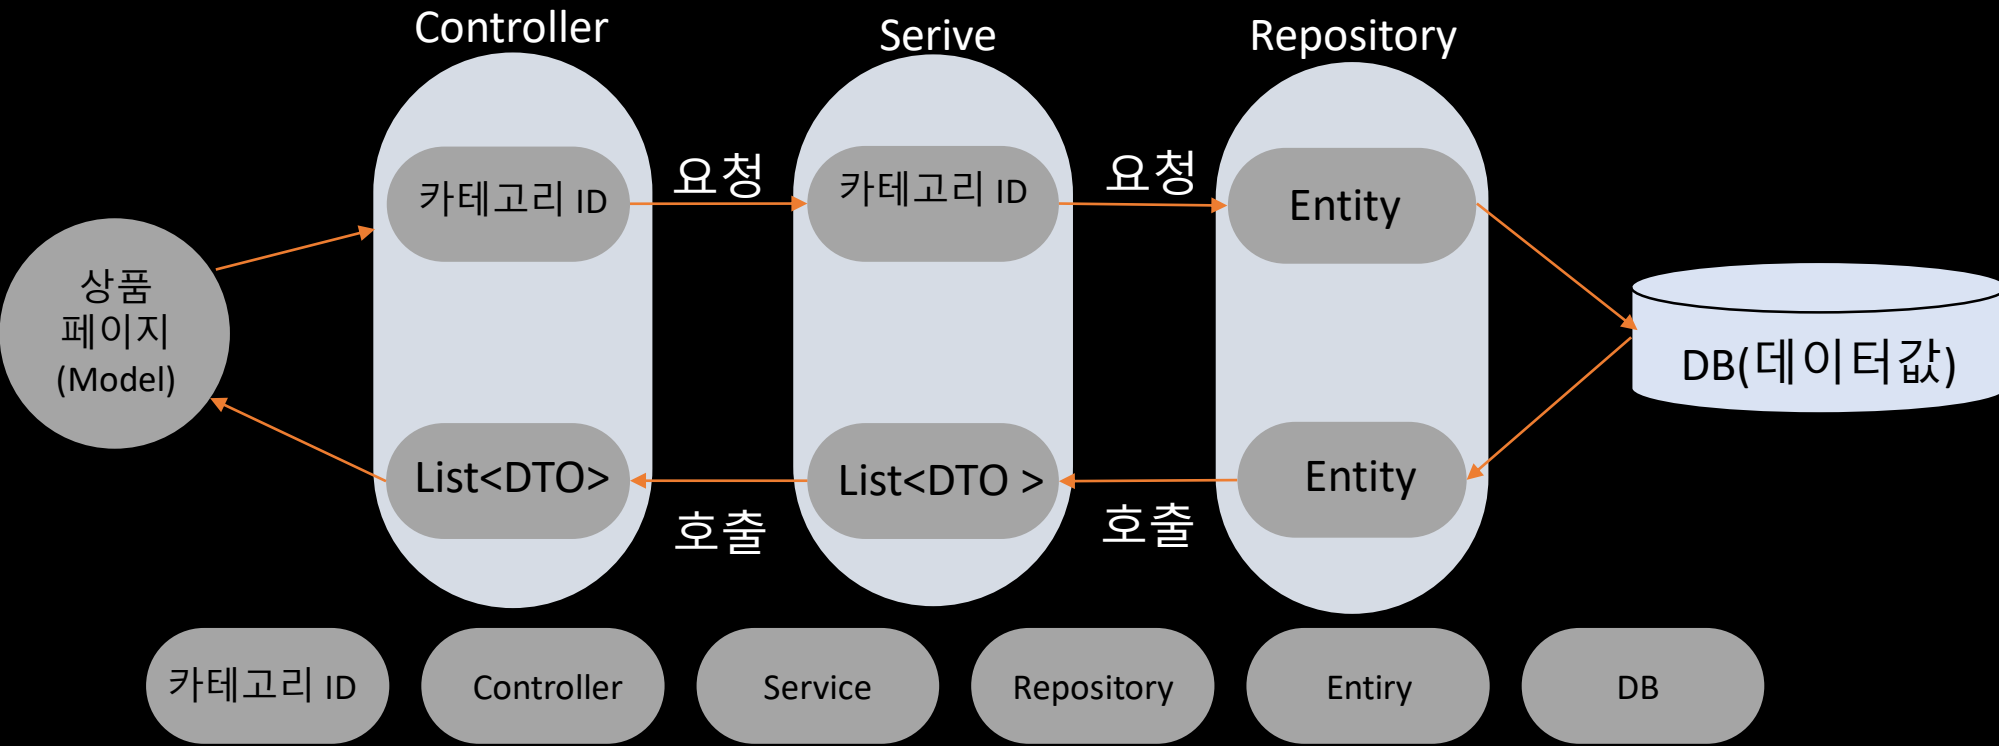 Controller
Serive
Repository
카테고리 ID
요청
카테고리 ID
요청
Entity
상품
페이지
(Model)
DB(데이터값)
List<DTO>
호출
List<DTO >
호출
Entity
카테고리 ID
Controller
Service
Repository
Entiry
DB